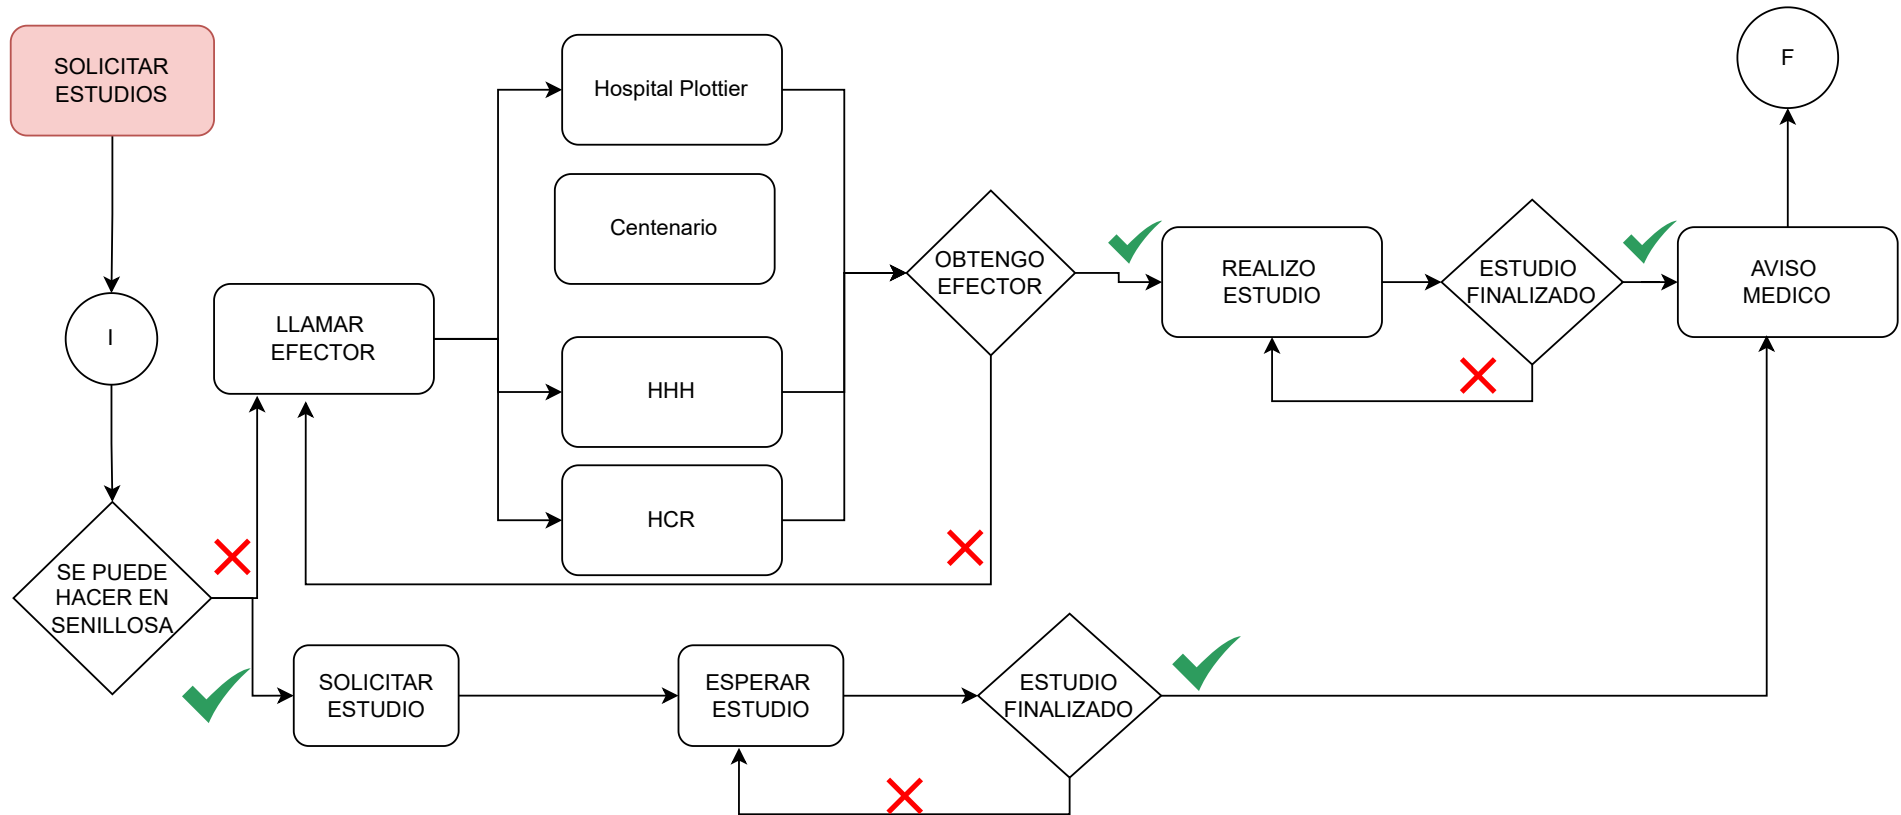 SOLICITAR
ESTUDIOS
I
SE PUEDE
HACER EN
SENILLOSA
LLAMAR
EFECTOR
Hospital Plottier
Centenario
HHH
HCR
OBTENGO
EFECTOR
REALIZO
ESTUDIO
ESTUDIO
FINALIZADO
AVISO
MEDICO
F
SOLICITAR
ESTUDIO
ESPERAR
ESTUDIO
ESTUDIO
FINALIZADO